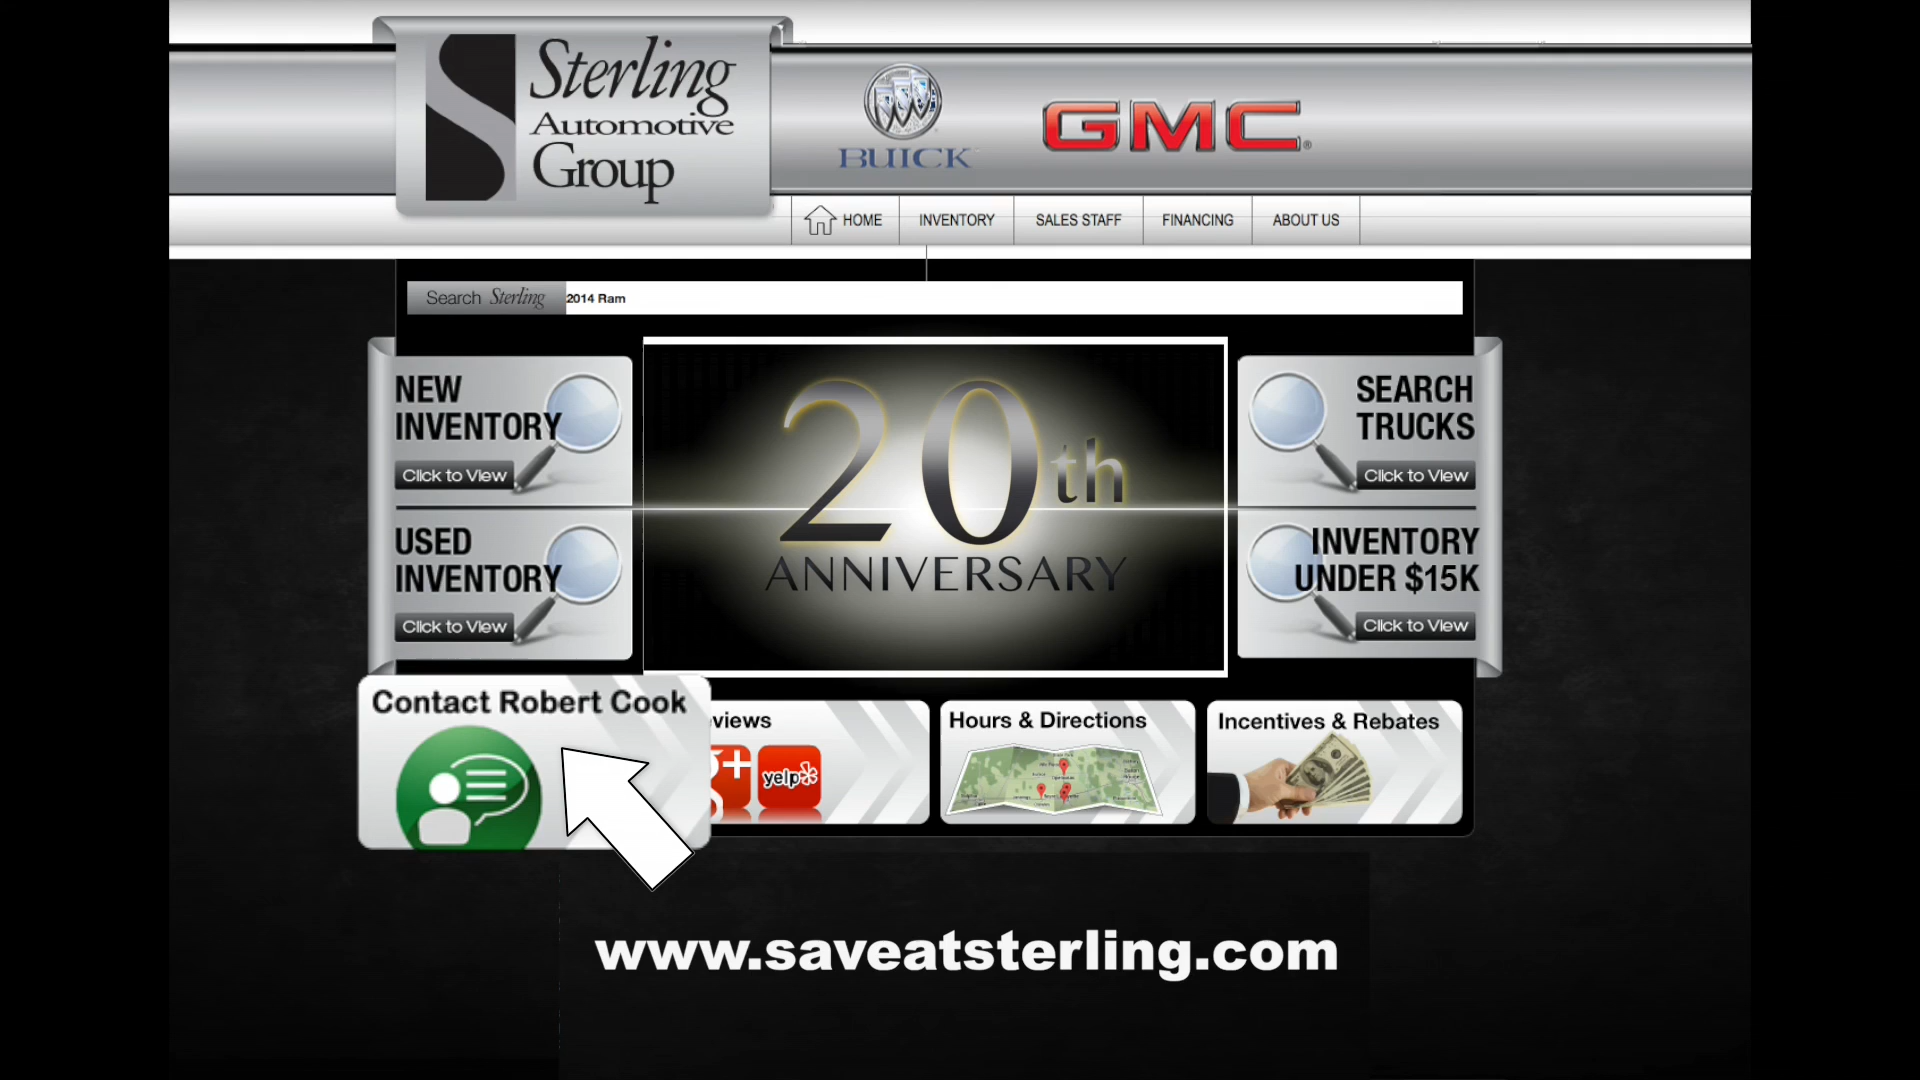 Sterling
Automotive
Group
BUICK
GMC
HOME
INVENTORY
SALES STAFF
FINANCING
ABOUT US
Search Sterling
2014 Ram
NEW
INVENTORY
Click to View
USED
INVENTORY
Click to View
20th
ANNIVERSARY
SEARCH
TRUCKS
Click to View
INVENTORY
UNDER $15K
Click to View
Contact Robert Cook
views
g+
yelp
Hours & Directions
Incentives & Rebates
www.saveatsterling.com